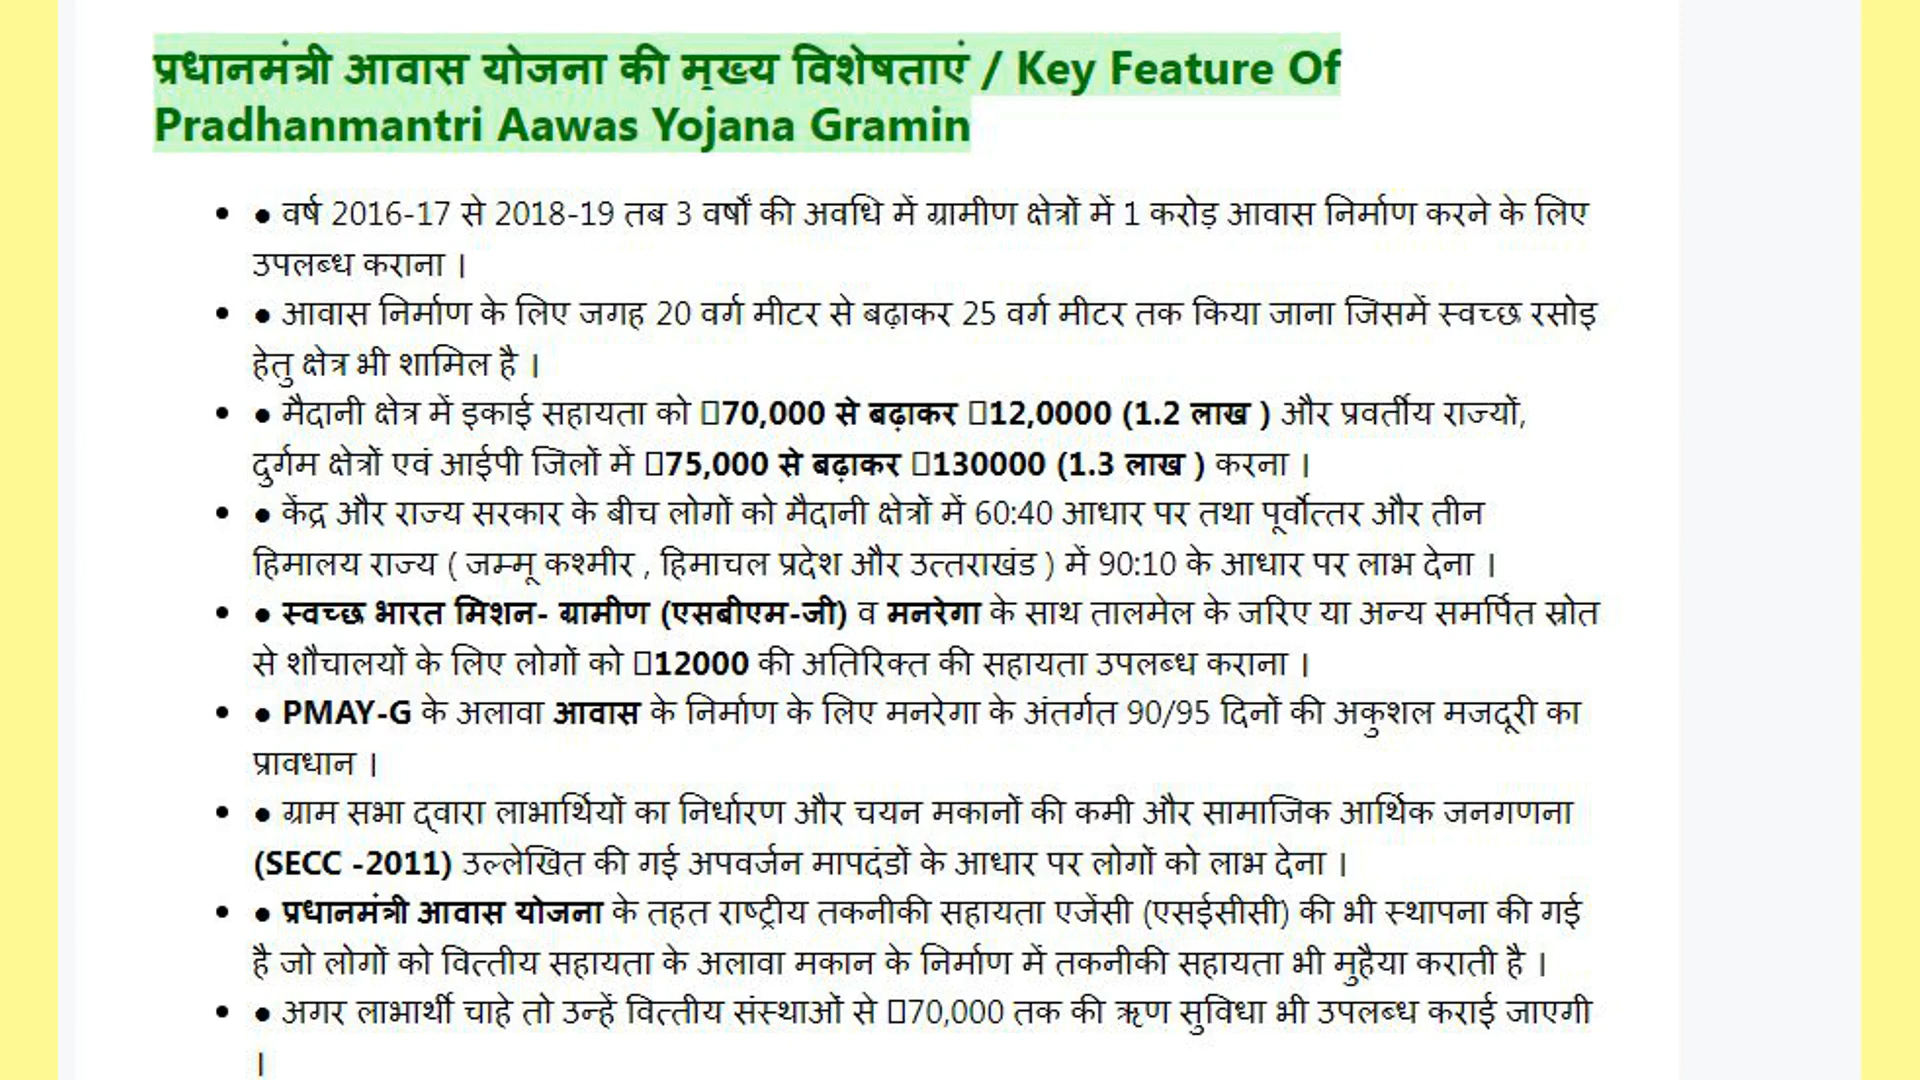 प्रधानमंत्री आवास योजना की मुख्य विशेषताएं / Key Feature Of
Pradhanmantri Aawas Yojana Gramin
● वर्ष 2016-17 से 2018-19 तब 3 वर्षों की अवधि में ग्रामीण क्षेत्रों में 1 करोड़ आवास निर्माण करने के लिए
उपलब्ध कराना ।
● आवास निर्माण के लिए जगह 20 वर्ग मीटर से बढ़ाकर 25 वर्ग मीटर तक किया जाना जिसमें स्वच्छ रसोइ
हेतु क्षेत्र भी शामिल है ।
● मैदानी क्षेत्र में इकाई सहायता को 70,000 से बढ़ाकर 12,0000 (1.2 लाख ) और प्रवर्तीय राज्यों,
दुर्गम क्षेत्रों एवं आईपी जिलों में 75,000 से बढ़ाकर 130000 (1.3 लाख ) करना ।
● केंद्र और राज्य सरकार के बीच लोगों को मैदानी क्षेत्रों में 60:40 आधार पर तथा पूर्वोत्तर और तीन
हिमालय राज्य ( जम्मू कश्मीर , हिमाचल प्रदेश और उत्तराखंड ) में 90:10 के आधार पर लाभ देना ।
● स्वच्छ भारत मिशन- ग्रामीण (एसबीएम-जी) व मनरेगा के साथ तालमेल के जरिए या अन्य समर्पित स्रोत
से शौचालयों के लिए लोगों को 12000 की अतिरिक्त की सहायता उपलब्ध कराना ।
● PMAY-G के अलावा आवास के निर्माण के लिए मनरेगा के अंतर्गत 90/95 दिनों की अकुशल मजदूरी का
प्रावधान ।
● ग्राम सभा द्वारा लाभार्थियों का निर्धारण और चयन मकानों की कमी और सामाजिक आर्थिक जनगणना
(SECC -2011) उल्लेखित की गई अपवर्जन मापदंडों के आधार पर लोगों को लाभ देना ।
● प्रधानमंत्री आवास योजना के तहत राष्ट्रीय तकनीकी सहायता एजेंसी (एसईसीसी) की भी स्थापना की गई
है जो लोगों को वित्तीय सहायता के अलावा मकान के निर्माण में तकनीकी सहायता भी मुहैया कराती है ।
● अगर लाभार्थी चाहे तो उन्हें वित्तीय संस्थाओं से 70,000 तक की ऋण सुविधा भी उपलब्ध कराई जाएगी
।